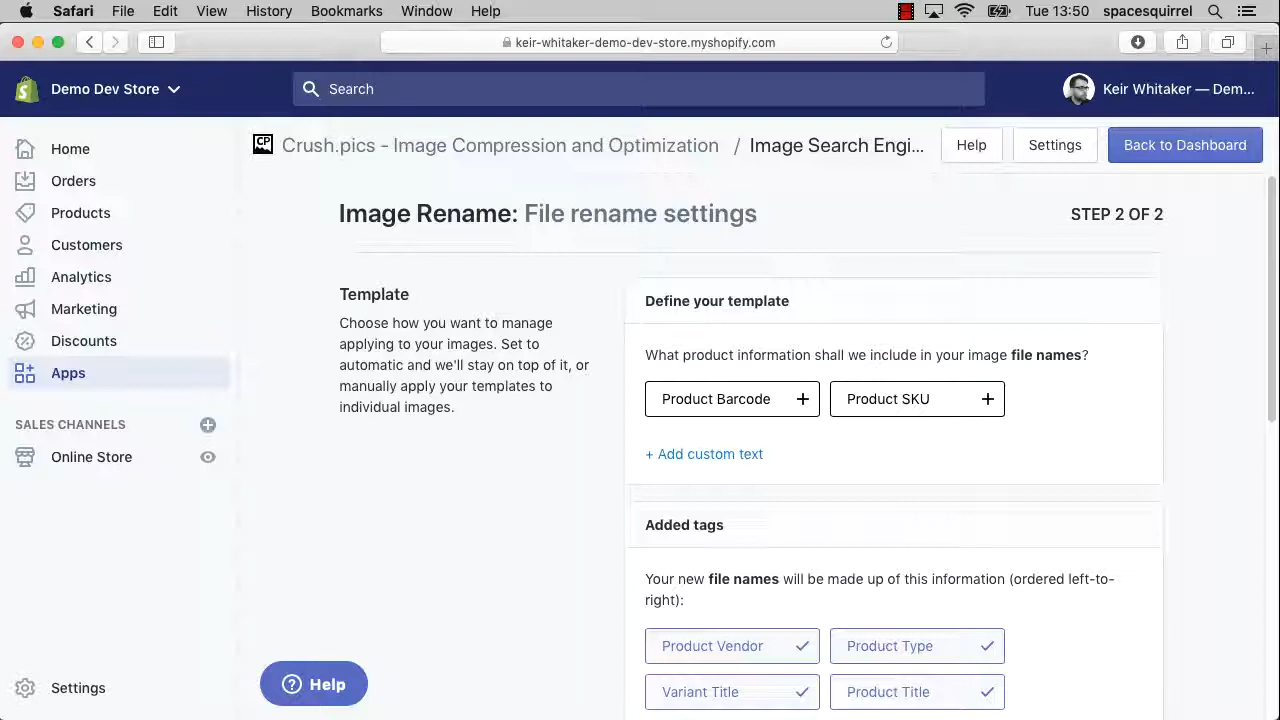 Safari File Edit View History Bookmarks Window Help Tue 13:50 spacesquirrel
keir-whitaker-demo-dev-store.myshopify.com
Demo Dev Store Search Keir Whitaker — Dem...
CP Crush.pics - Image Compression and Optimization / Image Search Engi... Help Settings Back to Dashboard
Home
Orders
Products
Customers
Analytics
Marketing
Discounts
Apps
SALES CHANNELS
Online Store
Settings
Image Rename: File rename settings STEP 2 OF 2
Template
Choose how you want to manage
applying to your images. Set to
automatic and we'll stay on top of it, or
manually apply your templates to
individual images.
Define your template
What product information shall we include in your image file names?
Product Barcode + Product SKU +
+ Add custom text
Added tags
Your new file names will be made up of this information (ordered left-to-
right):
Product Vendor Product Type
Variant Title Product Title
? Help